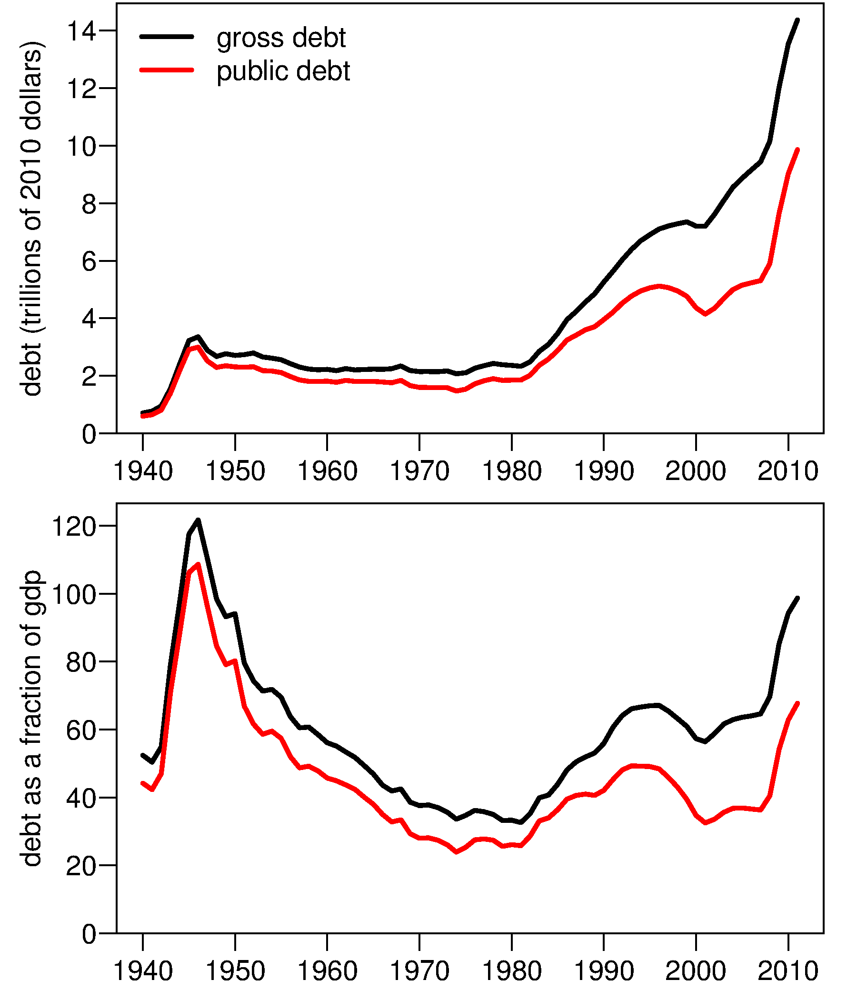 debt (trillions of 2010 dollars)
14
12
10
8
6
4
2
0
gross debt
public debt
1940 1950 1960 1970 1980 1990 2000 2010
debt as a fraction of gdp
120
100
80
60
40
20
0
1940 1950 1960 1970 1980 1990 2000 2010